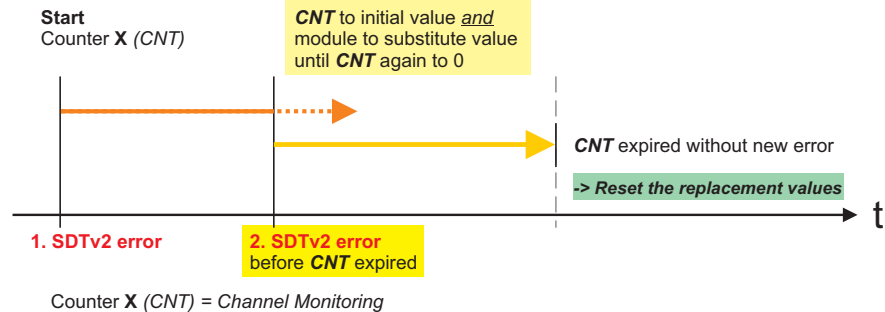 Start
Counter X (CNT)
CNT to initial value and
module to substitute value
until CNT again to 0
CNT expired without new error
-> Reset the replacement values
t
1. SDTv2 error
2. SDTv2 error
before CNT expired
Counter X (CNT) = Channel Monitoring